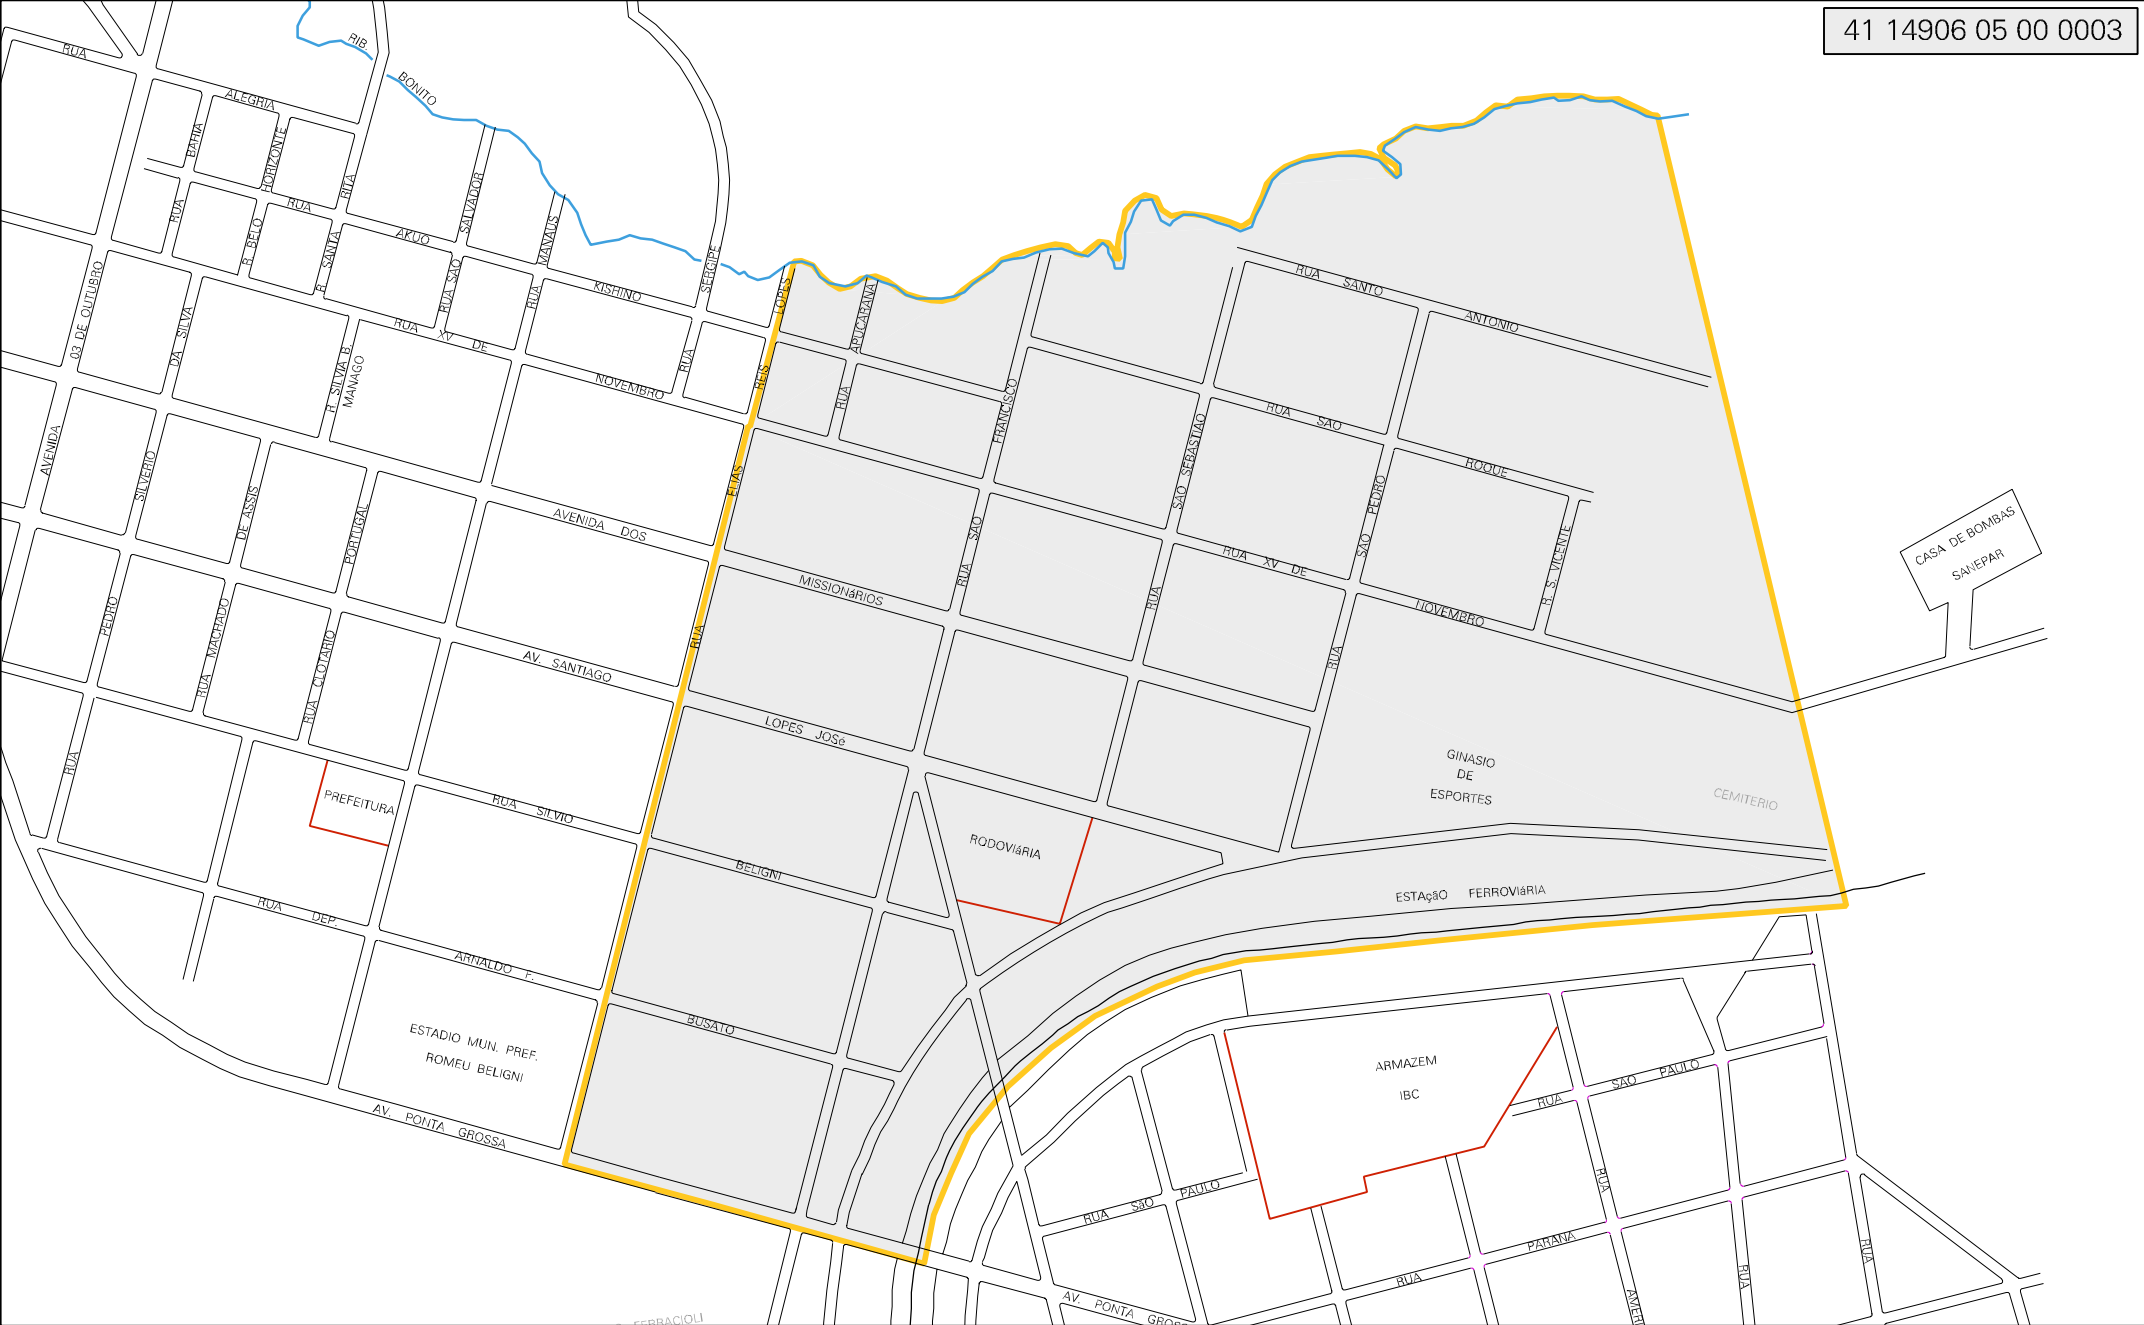 41 14906 05 00 0003
RUA
RIB.
BONITO
ALEGRIA
BAHIA
HORIZONTE
RITA
RUA
RUA
R. BELO
R. SANTA
AKUO
SALVADOR
RUA SAO
MANAUS
RUA
KISHINO
SERGIPE
RUA
LOPES
REIS
ELIAS
RUA
APUCARANA
RUA
03 DE OUTUBRO
AVENIDA
DA SILVA
SILVERIO
PEDRO
RUA
R. SILVIA B.
MANAGO
RUA XV DE
NOVEMBRO
DE ASSIS
MACHADO
RUA
PORTUGAL
CLOTARIO
RUA
AVENIDA DOS
MISSIONáRIOS
AV. SANTIAGO
LOPES JOSé
FRANCISCO
SAO
RUA
SAO SEBASTIAO
RUA
RUA SANTO
ANTONIO
RUA SAO
ROQUE
SAO PEDRO
RUA
RUA XV DE
NOVEMBRO
R. S. VICENTE
CASA DE BOMBAS
SANEPAR
PREFEITURA
RUA SILVIO
BELIGNI
RODOVIáRIA
GINASIO
DE
ESPORTES
CEMITERIO
ESTAçãO FERROVIáRIA
RUA DEP.
ARNALDO F.
BUSATO
ESTADIO MUN. PREF.
ROMEU BELIGNI
AV. PONTA GROSSA
ARMAZEM
IBC
RUA SAO PAULO
RUA SãO PAULO
RUA
RUA PARANA
RUA
RUA
AV. PONTA